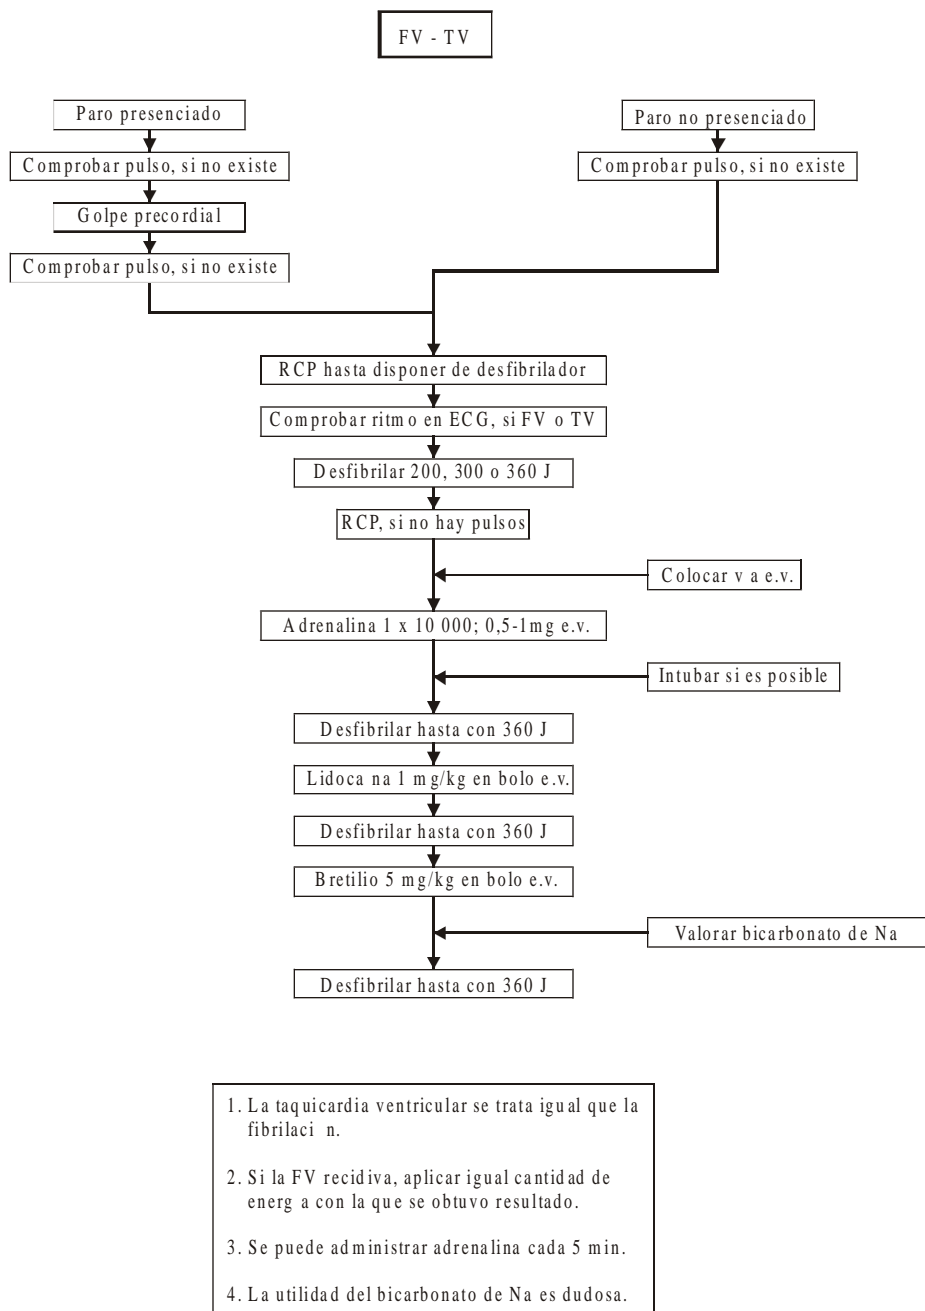 FV - TV
Paro presenciado
Comprobar pulso, si no existe
Golpe precordial
Comprobar pulso, si no existe
Paro no presenciado
Comprobar pulso, si no existe
RCP hasta disponer de desfibrilador
Comprobar ritmo en ECG, si FV o TV
Desfibrilar 200, 300 o 360 J
RCP, si no hay pulsos
Colocar v a e.v.
Adrenalina 1 x 10 000; 0,5-1mg e.v.
Intubar si es posible
Desfibrilar hasta con 360 J
Lidoca na 1 mg/kg en bolo e.v.
Desfibrilar hasta con 360 J
Bretilio 5 mg/kg en bolo e.v.
Valorar bicarbonato de Na
Desfibrilar hasta con 360 J
1. La taquicardia ventricular se trata igual que la
fibrilaci n.
2. Si la FV recidiva, aplicar igual cantidad de
energ a con la que se obtuvo resultado.
3. Se puede administrar adrenalina cada 5 min.
4. La utilidad del bicarbonato de Na es dudosa.